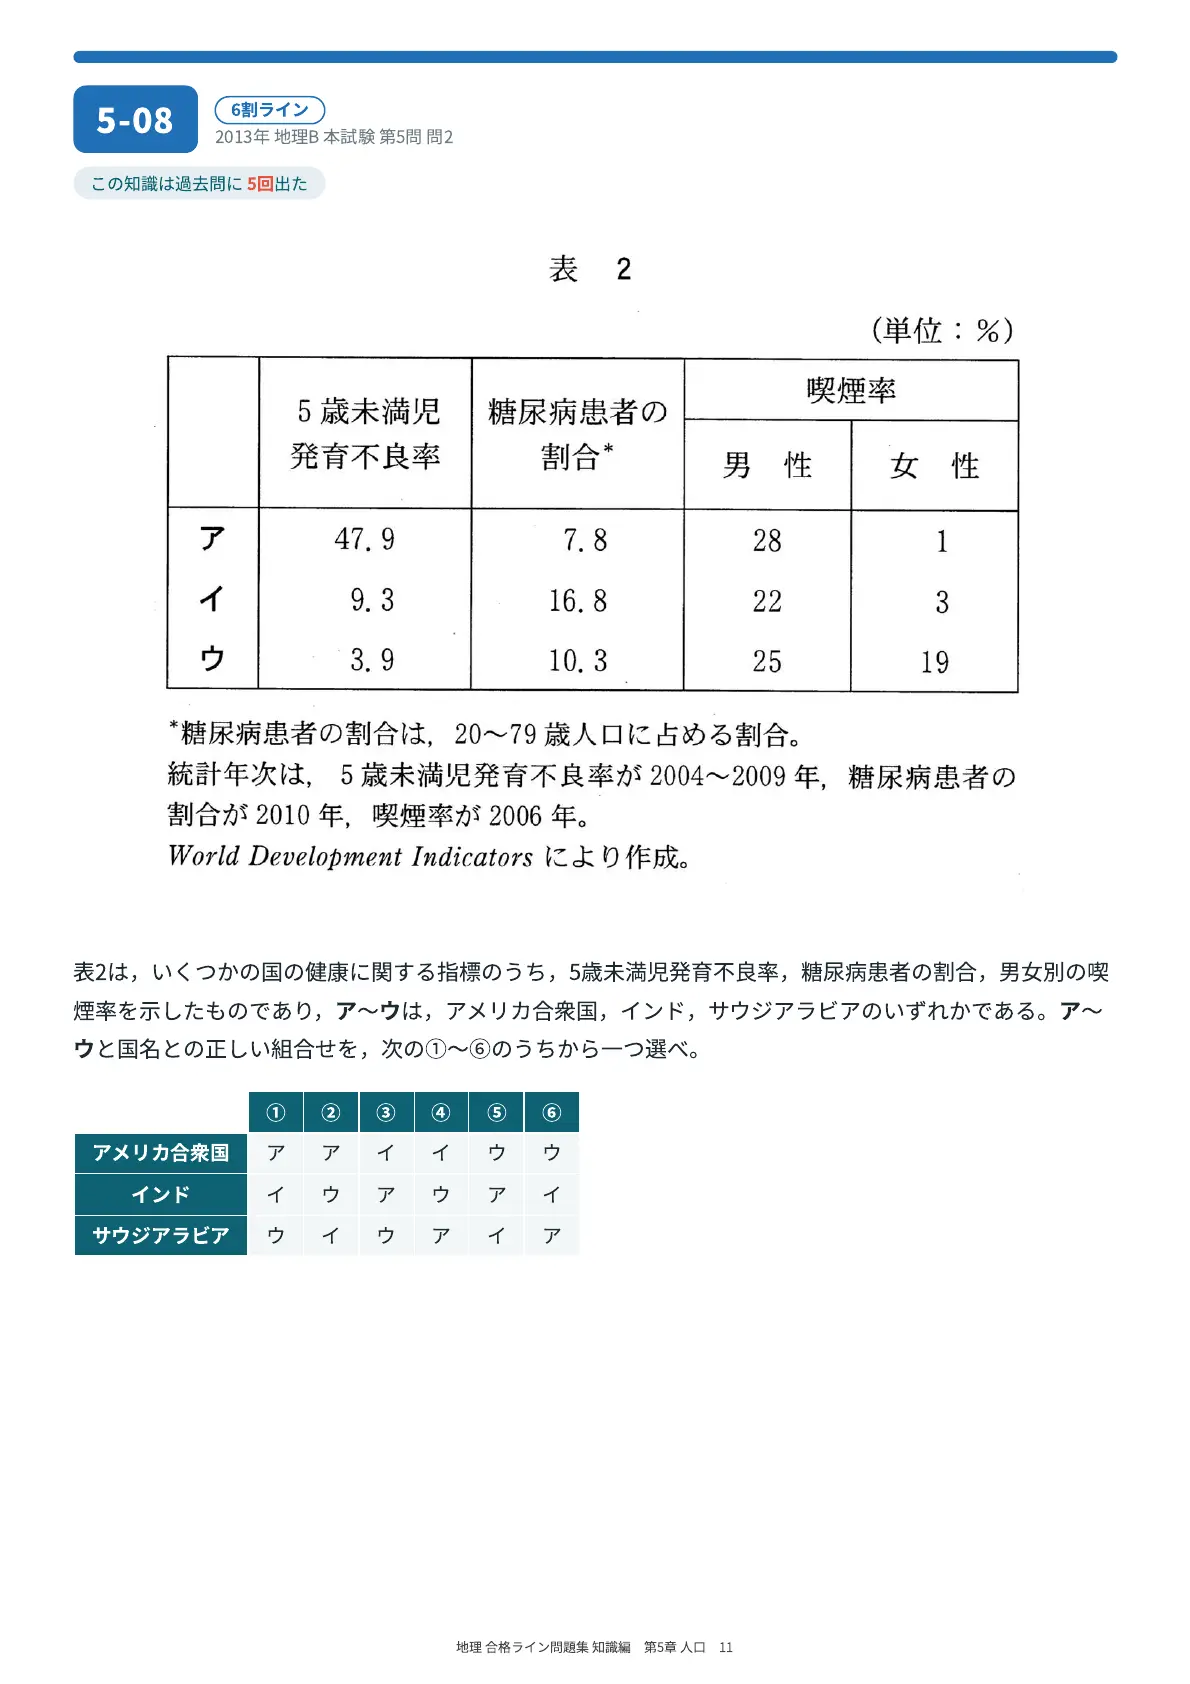 5-08
6割ライン
2013年 地理B 本試験 第5問 問2
この知識は過去問に 5回出た
表 2
(単位：%)
5歳未満児発育不良率 糖尿病患者の割合* 喫煙率
男性 女性
ア 47.9 7.8 28 1
イ 9.3 16.8 22 3
ウ 3.9 10.3 25 19
*糖尿病患者の割合は，20～79歳人口に占める割合。
統計年次は，5歳未満児発育不良率が2004～2009年，糖尿病患者の
割合が2010年，喫煙率が2006年。
World Development Indicators により作成。
表2は，いくつかの国の健康に関する指標のうち，5歳未満児発育不良率，糖尿病患者の割合，男女別の喫
煙率を示したものであり，ア～ウは，アメリカ合衆国，インド，サウジアラビアのいずれかである。ア～
ウと国名との正しい組合せを，次の①～⑥のうちから一つ選べ。
① ② ③ ④ ⑤ ⑥
アメリカ合衆国 ア ア イ イ ウ ウ
インド イ ウ ア ウ ア イ
サウジアラビア ウ イ ウ ア イ ア
地理 合格ライン問題集 知識編 第5章 人口 11